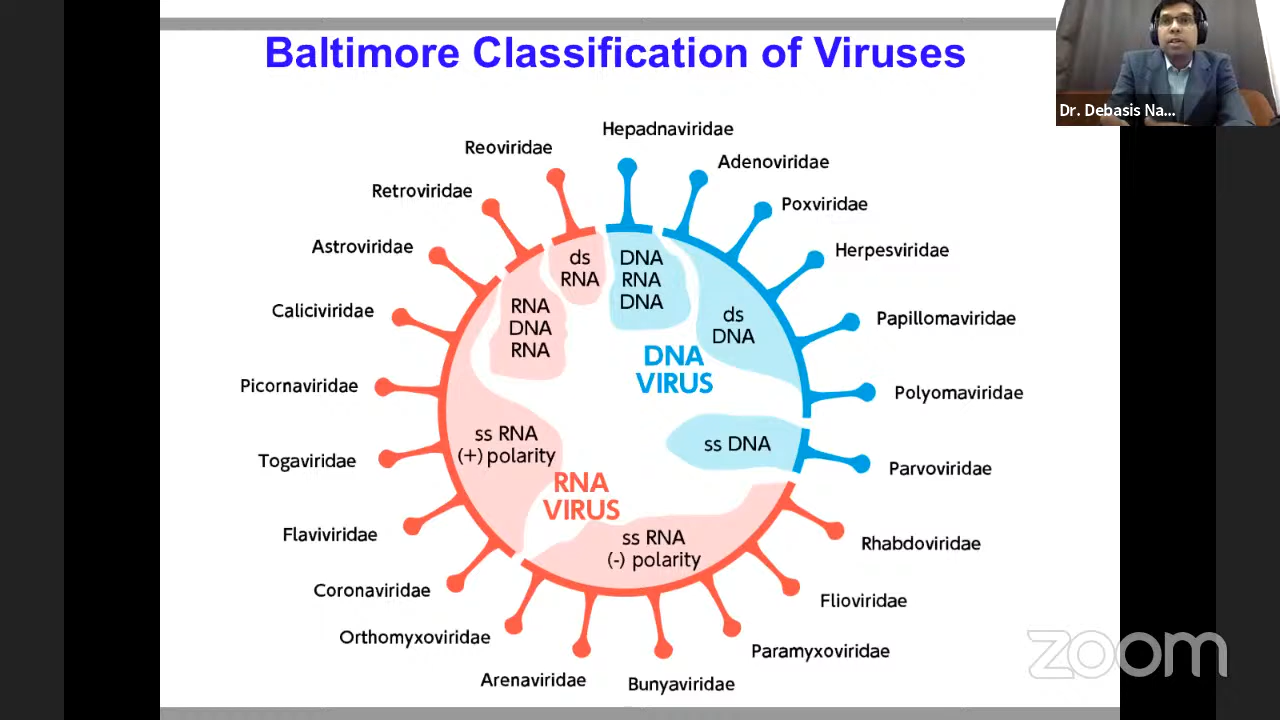 Baltimore Classification of Viruses
Dr. Debasis Na...
Hepadnaviridae
Reoviridae
Adenoviridae
Retroviridae
Poxviridae
Astroviridae
Herpesviridae
Caliciviridae
Papillomaviridae
Picornaviridae
Polyomaviridae
Togaviridae
Parvoviridae
Flaviviridae
Rhabdoviridae
Coronaviridae
Flioviridae
Orthomyxoviridae
Paramyxoviridae
Arenaviridae
Bunyaviridae
ds
RNA
DNA
RNA
DNA
RNA
DNA
RNA
ds
DNA
DNA
VIRUS
ss DNA
ss RNA
(+) polarity
RNA
VIRUS
ss RNA
(-) polarity
zoom